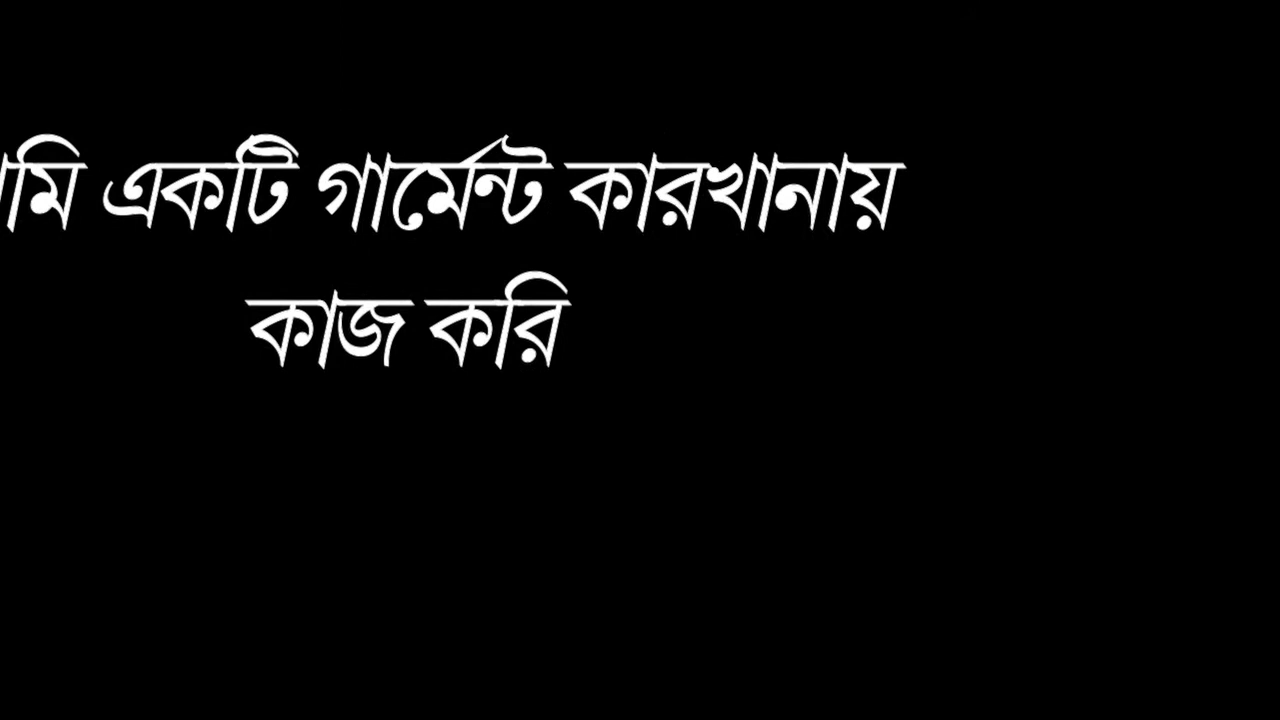 মি একটি গার্মেন্ট কারখানায়
কাজ করি